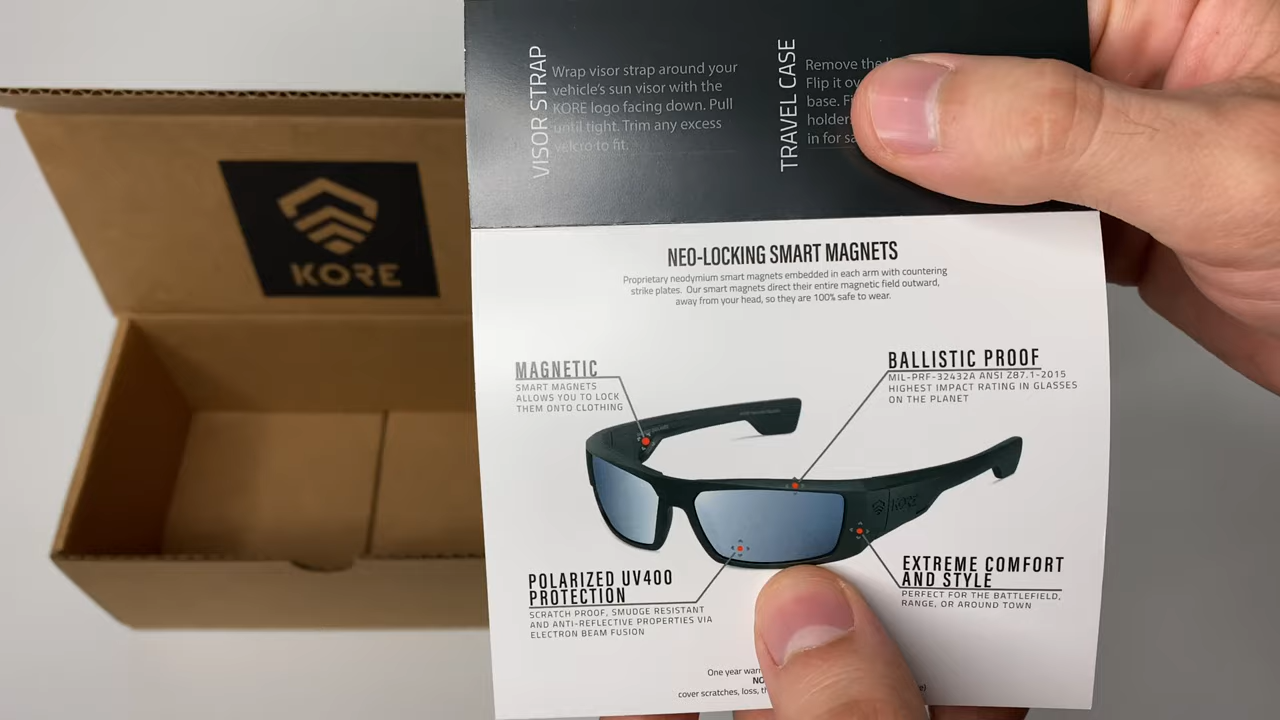 VISOR STRAP
Wrap visor strap around your
vehicle's sun visor with the
KORE logo facing down. Pull
until tight. Trim any excess
velcro to fit.
TRAVEL CASE
Remove the
Flip it
base.
holders
in for
KORE
NEO-LOCKING SMART MAGNETS
Proprietary neodymium smart magnets embedded in each arm with countering
strike plates. Our smart magnets direct their entire magnetic field outward,
away from your head, so they are 100% safe to wear.
MAGNETIC
SMART MAGNETS
ALLOWS YOU TO LOCK
THEM ONTO CLOTHING
BALLISTIC PROOF
MIL-PRF-32432A ANSI Z87.1-2015
HIGHEST IMPACT RATING IN GLASSES
ON THE PLANET
KORE
POLARIZED UV400
PROTECTION
SCRATCH PROOF, SMUDGE RESISTANT
AND ANTI-REFLECTIVE PROPERTIES VIA
ELECTRON BEAM FUSION
EXTREME COMFORT
AND STYLE
PERFECT FOR THE BATTLEFIELD,
RANGE, OR AROUND TOWN
One year
cover scratches, loss,